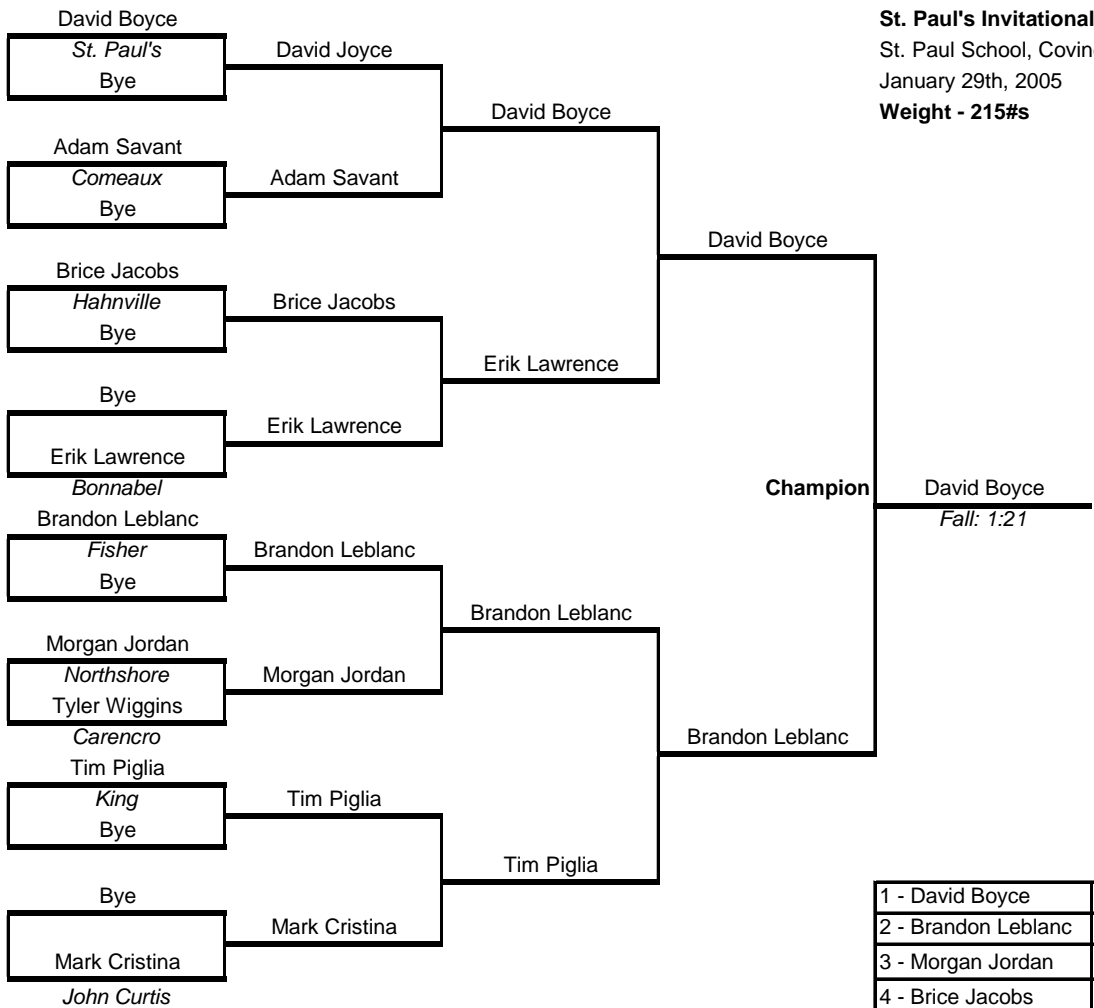 St. Paul's Invitational
St. Paul School, Covin
January 29th, 2005
Weight - 215#s
David Boyce
St. Paul's
Bye
Adam Savant
Comeaux
Bye
Brice Jacobs
Hahnville
Bye
Bye
Erik Lawrence
Bonnabel
Brandon Leblanc
Fisher
Bye
Morgan Jordan
Northshore
Tyler Wiggins
Carencro
Tim Piglia
King
Bye
Bye
Mark Cristina
John Curtis
David Joyce
Adam Savant
Brice Jacobs
Erik Lawrence
Brandon Leblanc
Morgan Jordan
Tim Piglia
Mark Cristina
David Boyce
Erik Lawrence
Brandon Leblanc
Tim Piglia
David Boyce
Brandon Leblanc
Champion
David Boyce
Fall: 1:21
1 - David Boyce
2 - Brandon Leblanc
3 - Morgan Jordan
4 - Brice Jacobs